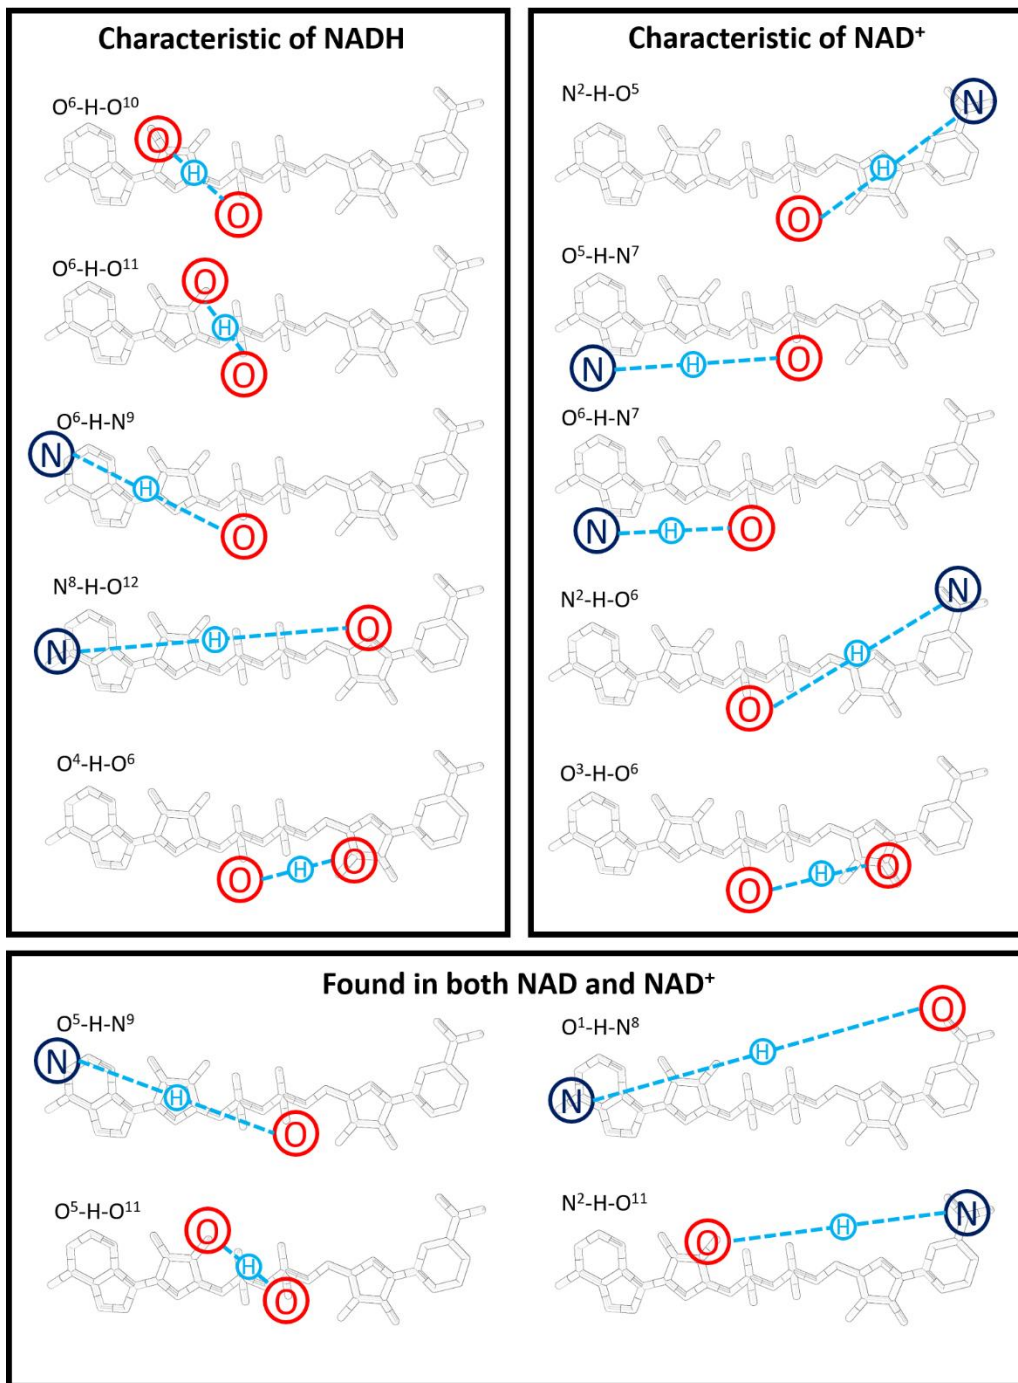 Characteristic of NADH
O⁶-H-O¹⁰
O
H
O
O⁶-H-O¹¹
O
H
O
O⁶-H-N⁹
N
H
O
N⁸-H-O¹²
N
H
O
O⁴-H-O⁶
O
H
O
Characteristic of NAD⁺
N²-H-O⁵
N
H
O
O⁵-H-N⁷
N
H
O
O⁶-H-N⁷
N
H
O
N²-H-O⁶
N
H
O
O³-H-O⁶
O
H
O
Found in both NAD and NAD⁺
O⁵-H-N⁹
N
H
O
O¹-H-N⁸
O
H
N
O⁵-H-O¹¹
O
H
O
N²-H-O¹¹
O
H
N